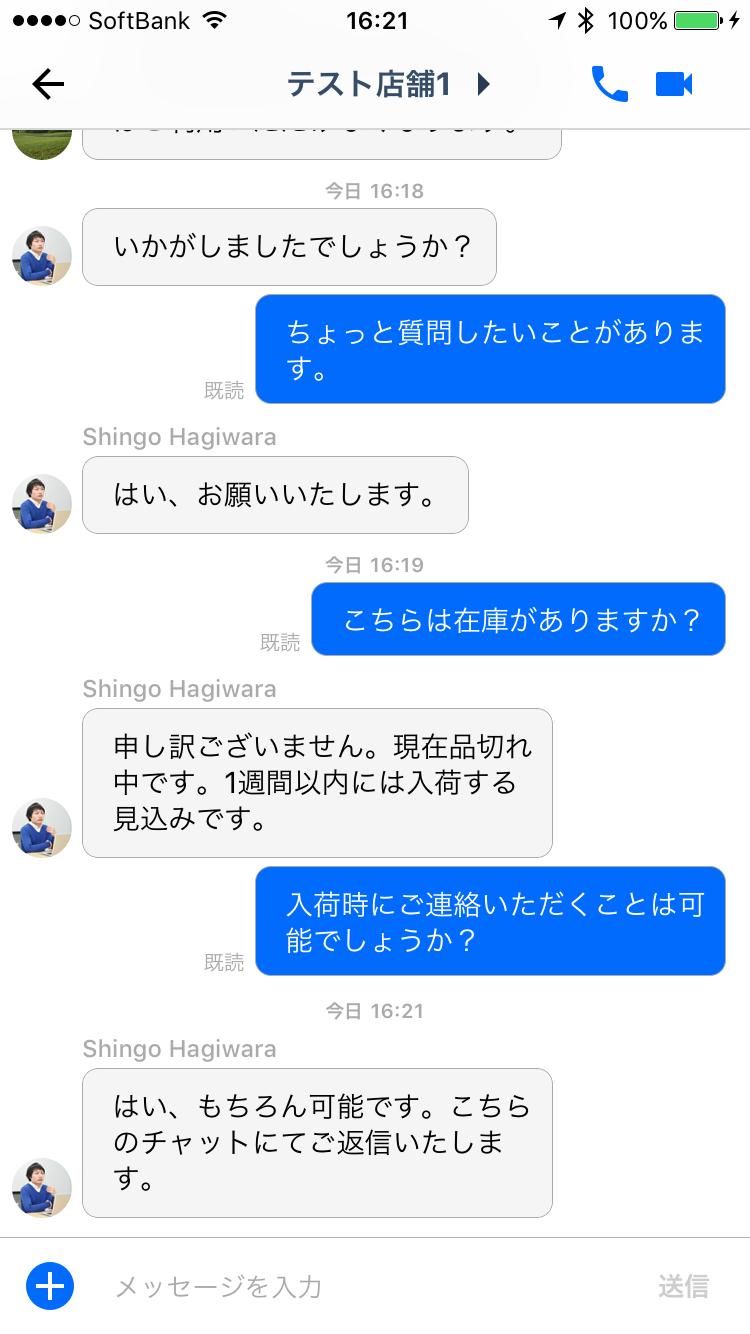 SoftBank 16:21 100%
テスト店舗1
今日 16:18
いかがしましたでしょうか？
ちょっと質問したいことがありま
す。
既読
Shingo Hagiwara
はい、お願いいたします。
今日 16:19
こちらは在庫がありますか？
既読
Shingo Hagiwara
申し訳ございません。現在品切れ
中です。1週間以内には入荷する
見込みです。
入荷時にご連絡いただくことは可
能でしょうか？
既読
今日 16:21
Shingo Hagiwara
はい、もちろん可能です。こちら
のチャットにてご返信いたしま
す。
メッセージを入力 送信